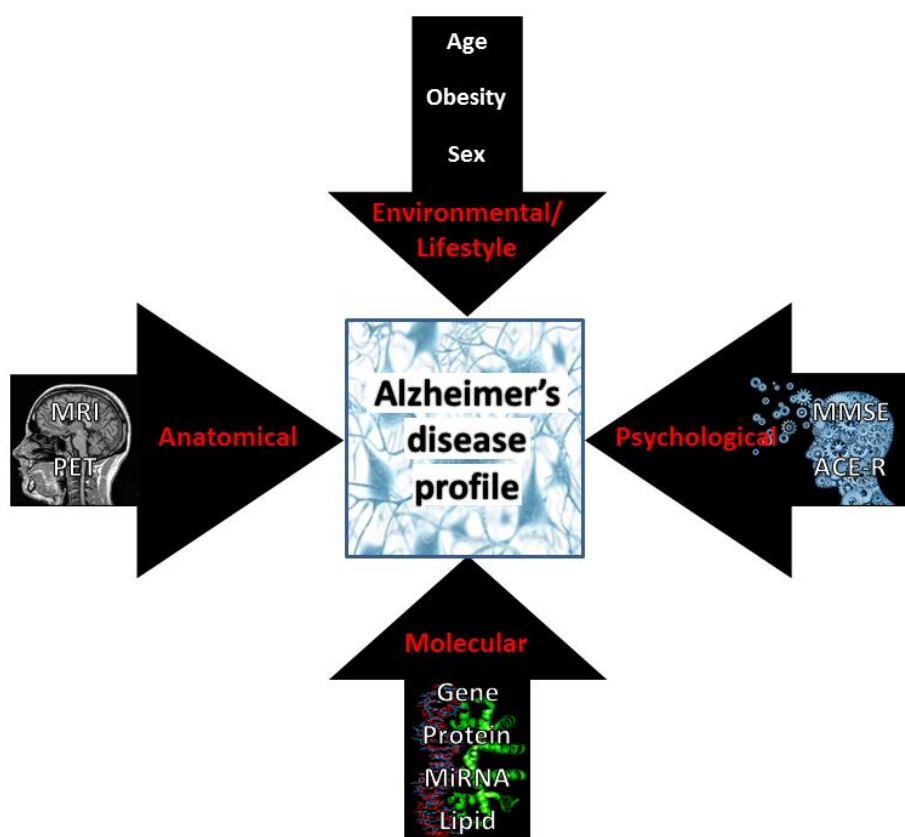 Age
Obesity
Sex
Environmental/
Lifestyle
MRI
PET
Anatomical
Alzheimer's
disease
profile
Psychological
MMSE
ACE-R
Molecular
Gene
Protein
MiRNA
Lipid